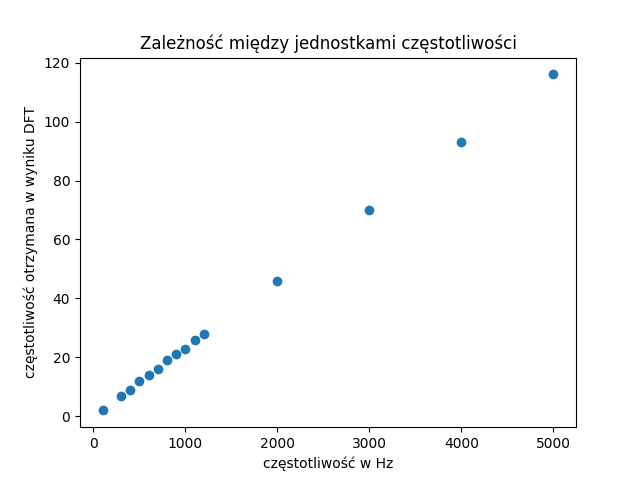 Zależność między jednostkami częstotliwości
120
100
80
60
40
20
0
częstotliwość otrzymana w wyniku DFT
0 1000 2000 3000 4000 5000
częstotliwość w Hz